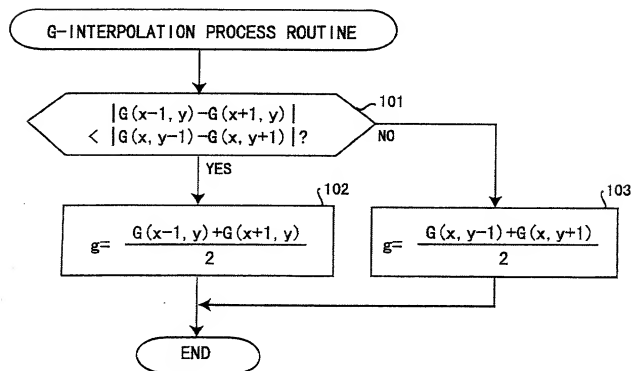 G-INTERPOLATION PROCESS ROUTINE
101
|G(x-1, y)-G(x+1, y)|
< |G(x, y-1)-G(x, y+1)|?
NO
YES
102
g= G(x-1, y)+G(x+1, y)
2
103
g= G(x, y-1)+G(x, y+1)
2
END